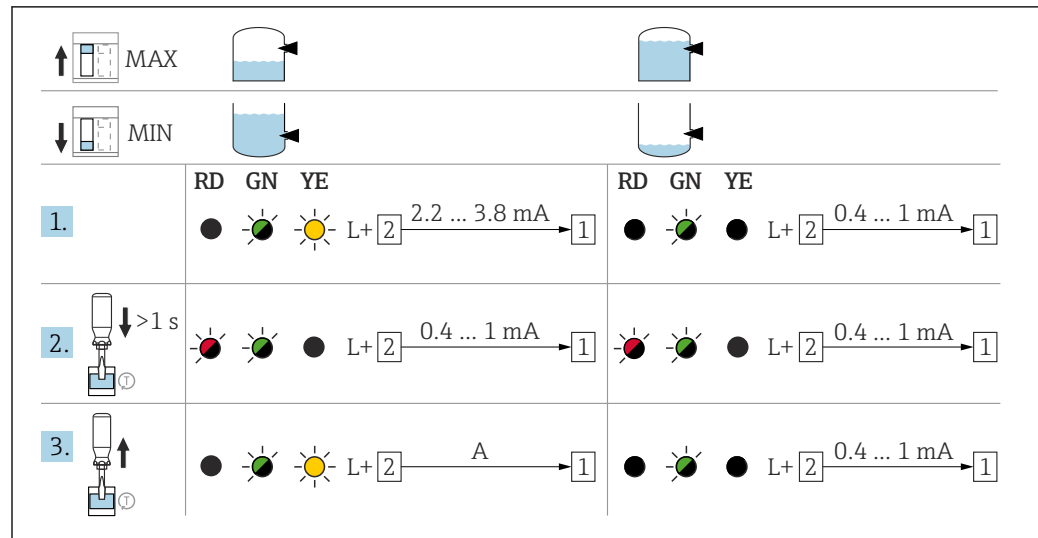 MAX
MIN
RD GN YE RD GN YE
1. L+ 2 2.2 ... 3.8 mA 1 L+ 2 0.4 ... 1 mA 1
2. >1 s T L+ 2 0.4 ... 1 mA 1 L+ 2 0.4 ... 1 mA 1
3. T L+ 2 A 1 L+ 2 0.4 ... 1 mA 1